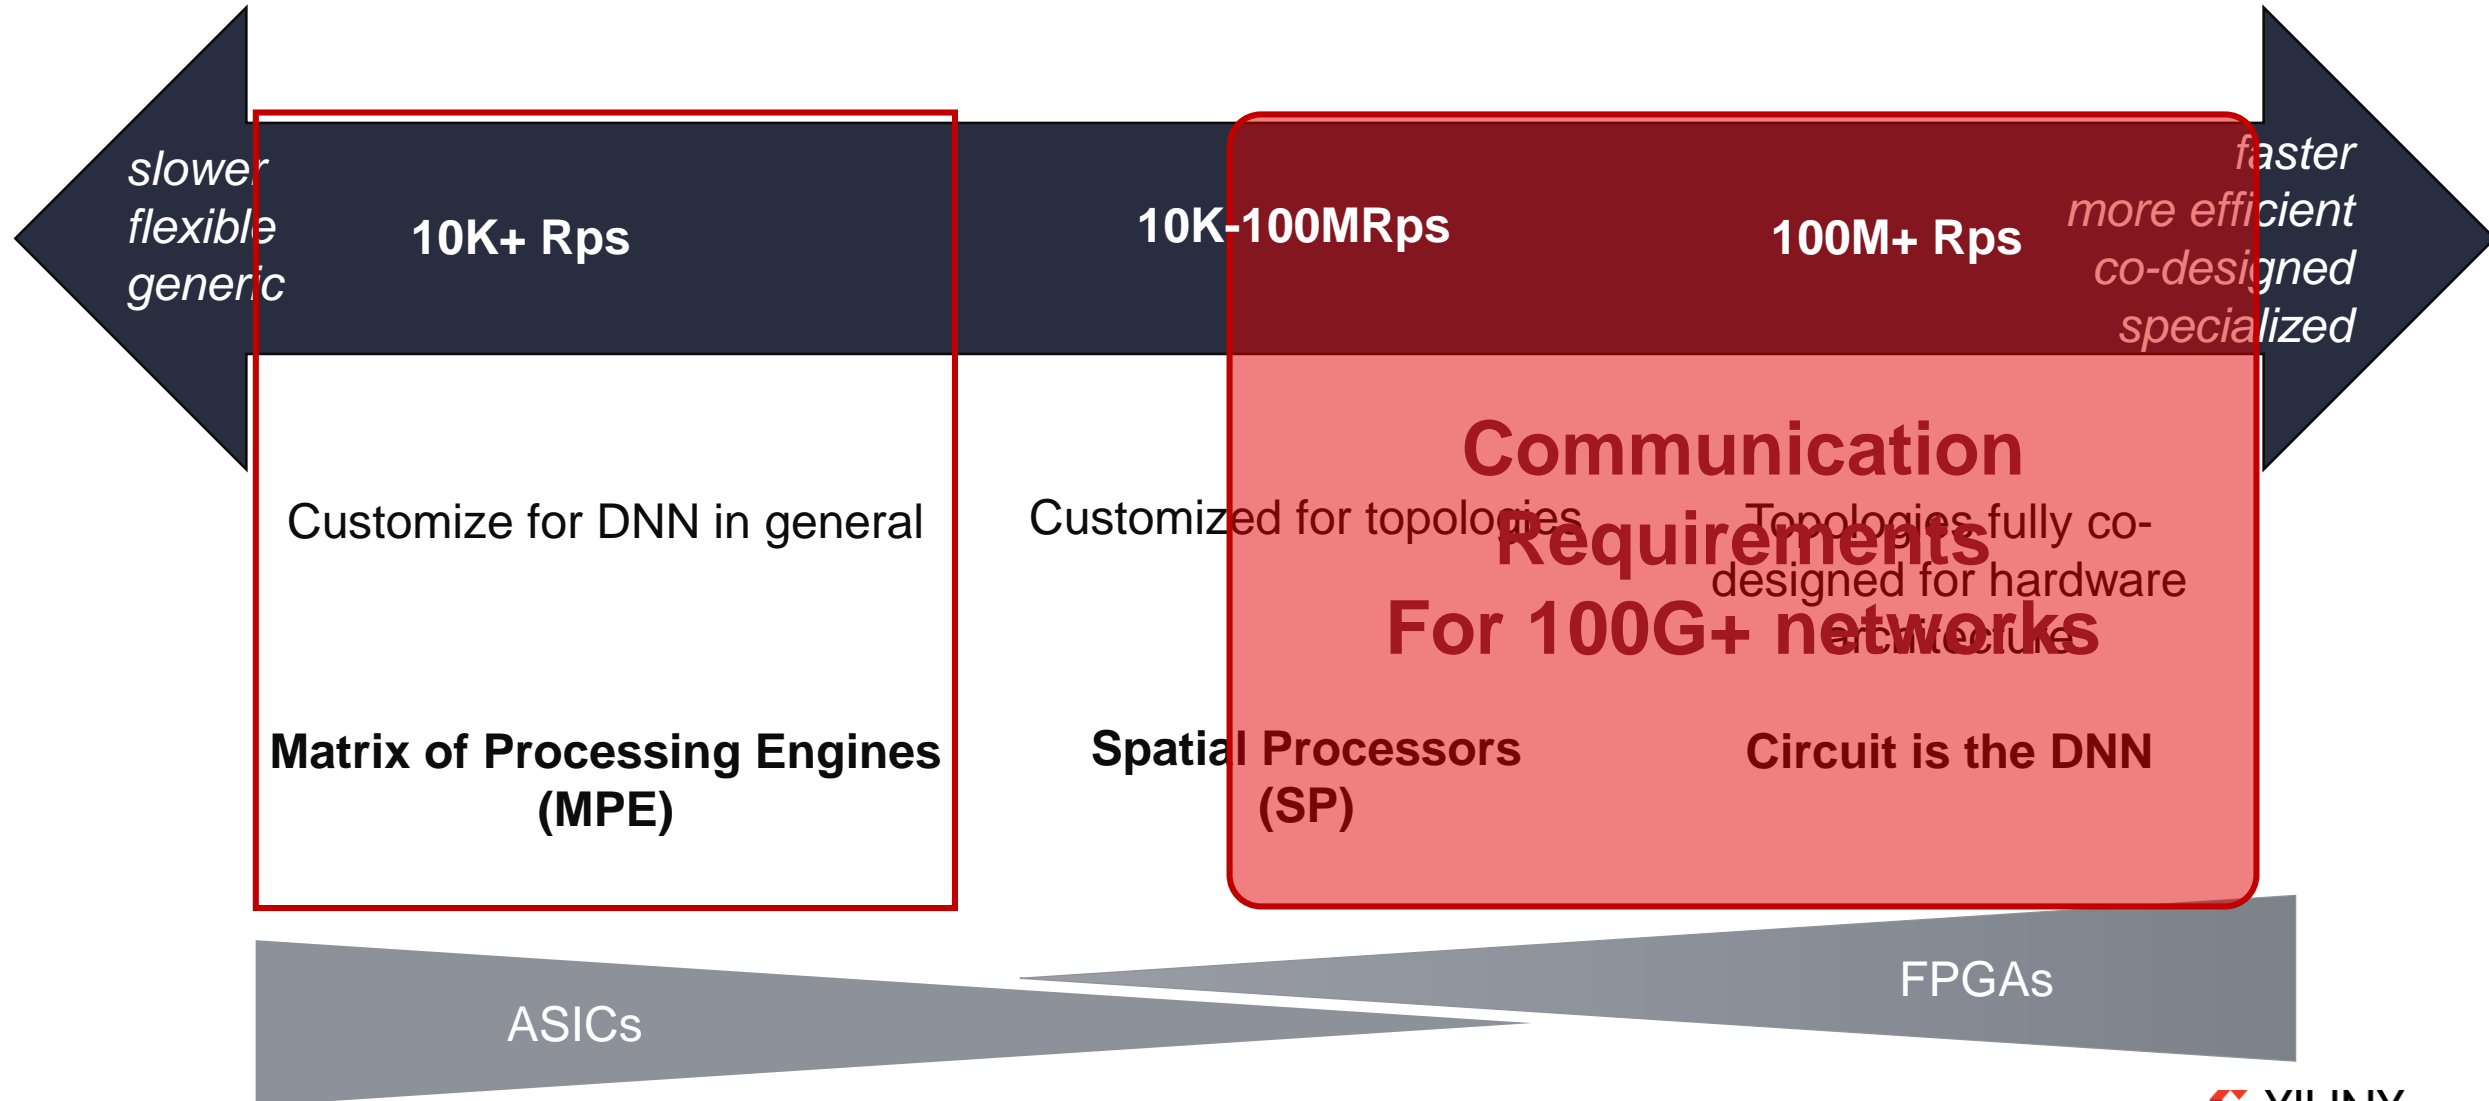 slower
flexible
generic
10K+ Rps
10K-100MRps
100M+ Rps
faster
more efficient
co-designed
specialized
Communication
Requirements
For 100G+ networks
Customize for DNN in general
Customized for topologies
Topologies fully co-
designed for hardware
architecture
Matrix of Processing Engines
(MPE)
Spatial Processors
(SP)
Circuit is the DNN
ASICs
FPGAs
XILINX